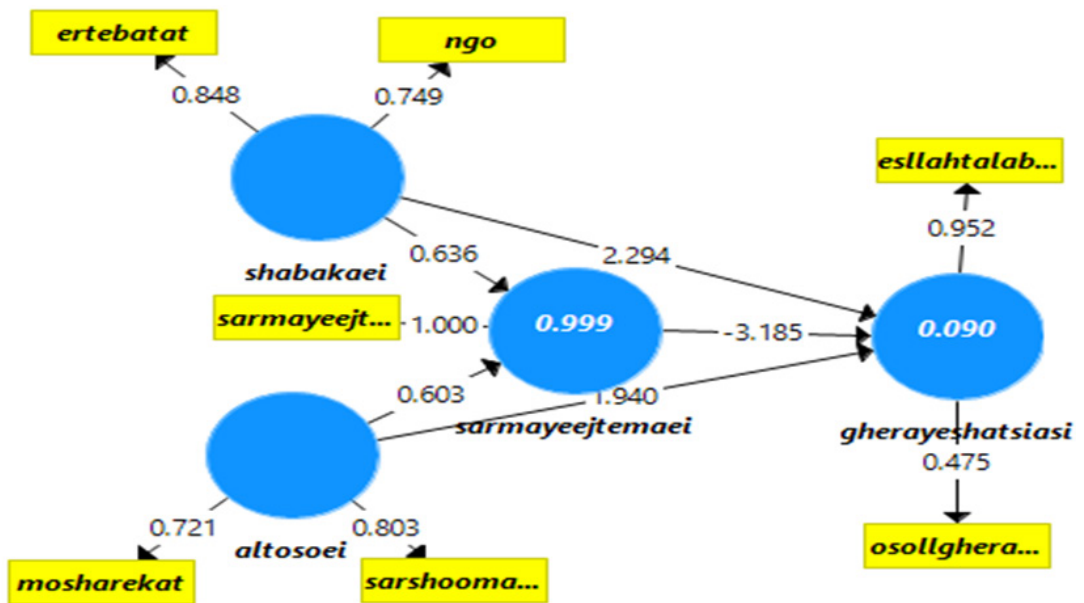 ertebatat
ngo
0.848
0.749
esllahtalab...
0.952
shabakaei
0.636
2.294
sarmayeejt...
1.000
0.999
-3.185
0.090
0.603
1.940
sarmayeejtemaei
gherayeshatsiasi
0.475
0.721
0.803
altosoei
mosharekat
sarshooma...
osollghera...